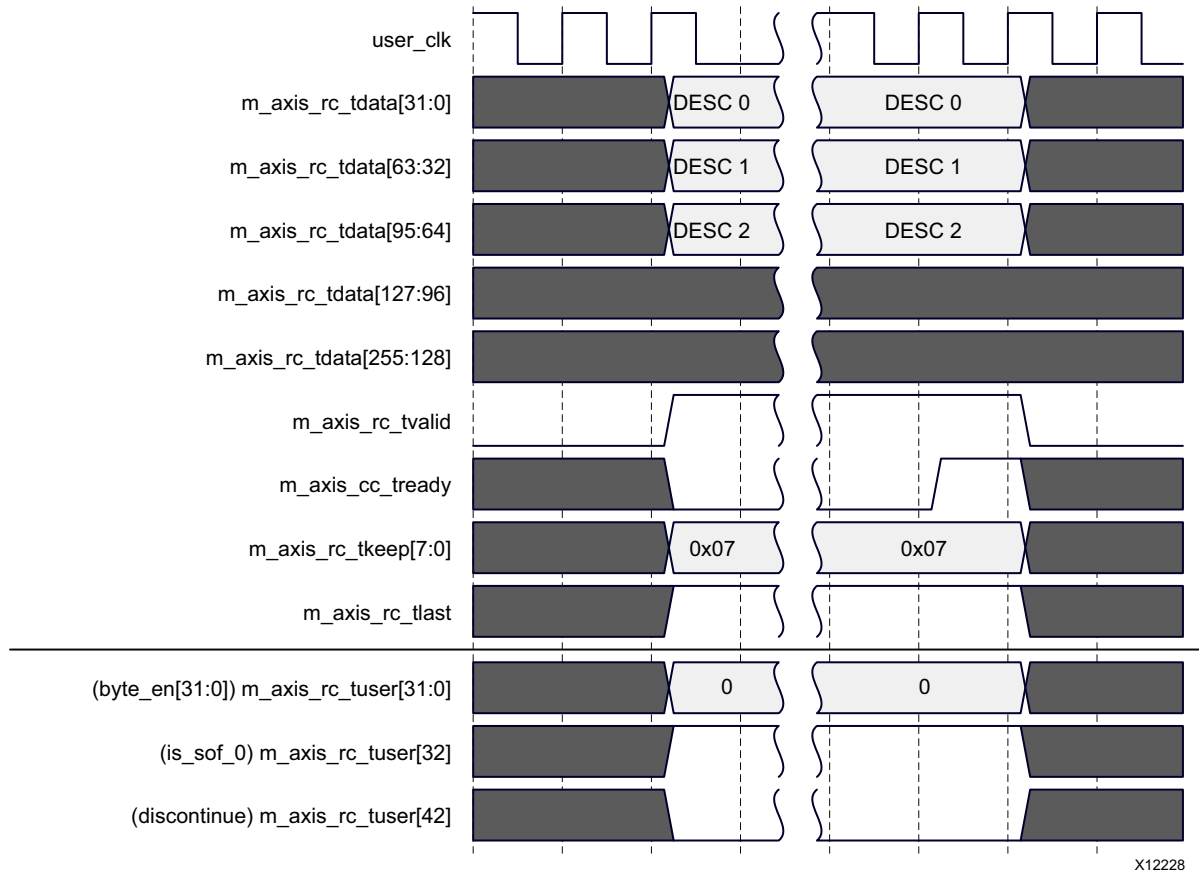 user_clk
m_axis_rc_tdata[31:0] DESC 0 DESC 0
m_axis_rc_tdata[63:32] DESC 1 DESC 1
m_axis_rc_tdata[95:64] DESC 2 DESC 2
m_axis_rc_tdata[127:96]
m_axis_rc_tdata[255:128]
m_axis_rc_tvalid
m_axis_cc_tready
m_axis_rc_tkeep[7:0] 0x07 0x07
m_axis_rc_tlast
(byte_en[31:0]) m_axis_rc_tuser[31:0] 0 0
(is_sof_0) m_axis_rc_tuser[32]
(discontinue) m_axis_rc_tuser[42]
X12228